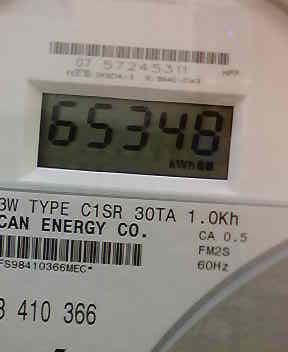 07 57245311
65348
kWh
3W TYPE C1SR 30TA 1.0Kh
CAN ENERGY CO.
CA 0.5
FM2S
60Hz
FS98410366MEC*
3 410 366